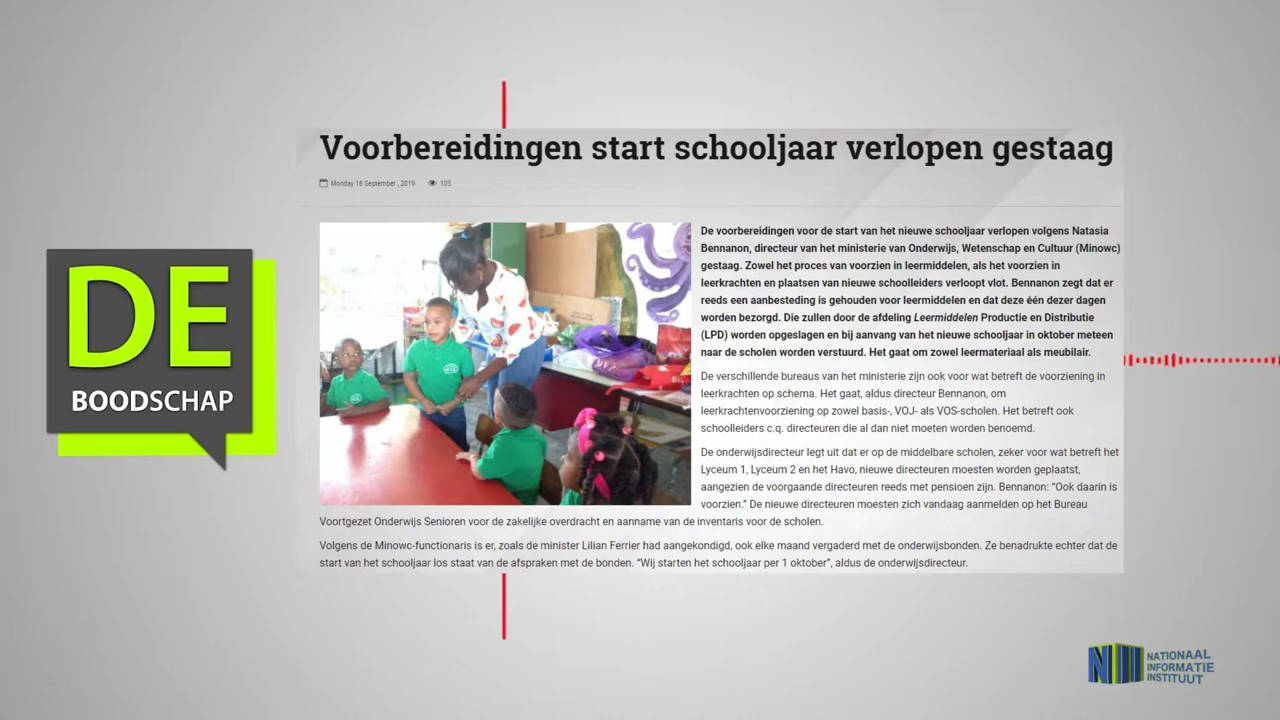 Voorbereidingen start schooljaar verlopen gestaag
Monday 16 September , 2019 105
DE
BOODSCHAP
De voorbereidingen voor de start van het nieuwe schooljaar verlopen volgens Natasia
Bennanon, directeur van het ministerie van Onderwijs, Wetenschap en Cultuur (Minowc)
gestaag. Zowel het proces van voorzien in leermiddelen, als het voorzien in
leerkrachten en plaatsen van nieuwe schoolleiders verloopt vlot. Bennanon zegt dat er
reeds een aanbesteding is gehouden voor leermiddelen en dat deze één dezer dagen
worden bezorgd. Die zullen door de afdeling Leermiddelen Productie en Distributie
(LPD) worden opgeslagen en bij aanvang van het nieuwe schooljaar in oktober meteen
naar de scholen worden verstuurd. Het gaat om zowel leermateriaal als meubilair.
De verschillende bureaus van het ministerie zijn ook voor wat betreft de voorziening in
leerkrachten op schema. Het gaat, aldus directeur Bennanon, om
leerkrachtenvoorziening op zowel basis-, VOJ- als VOS-scholen. Het betreft ook
schoolleiders c.q. directeuren die al dan niet moeten worden benoemd.
De onderwijsdirecteur legt uit dat er op de middelbare scholen, zeker voor wat betreft het
Lyceum 1, Lyceum 2 en het Havo, nieuwe directeuren moesten worden geplaatst,
aangezien de voorgaande directeuren reeds met pensioen zijn. Bennanon: “Ook daarin is
voorzien.” De nieuwe directeuren moesten zich vandaag aanmelden op het Bureau
Voortgezet Onderwijs Senioren voor de zakelijke overdracht en aanname van de inventaris voor de scholen.
Volgens de Minowc-functionaris is er, zoals de minister Lilian Ferrier had aangekondigd, ook elke maand vergaderd met de onderwijsbonden. Ze benadrukte echter dat de
start van het schooljaar los staat van de afspraken met de bonden. “Wij starten het schooljaar per 1 oktober”, aldus de onderwijsdirecteur.
NII NATIONAAL
INFORMATIE
INSTITUUT